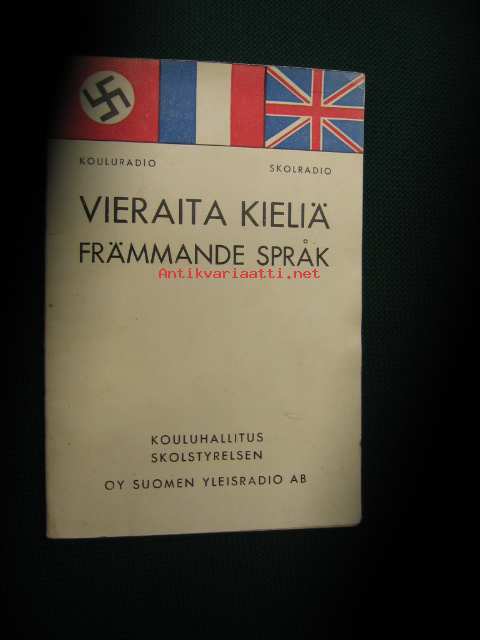 KOULURADIO SKOLRADIO
VIERAITA KIELIÄ
FRÄMMANDE SPRÅK
Antikvariaatti.net
KOULUHALLITUS
SKOLSTYRELSEN
OY SUOMEN YLEISRADIO AB